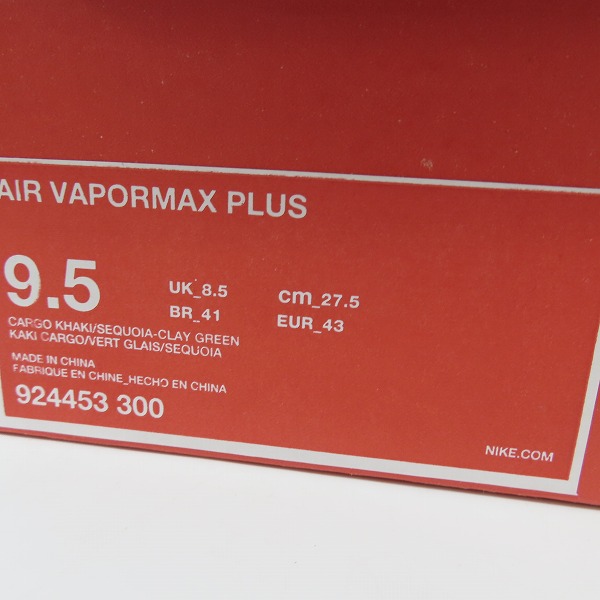 AIR VAPORMAX PLUS
9.5
UK_8.5 cm_27.5
BR_41 EUR_43
CARGO KHAKI/SEQUOIA-CLAY GREEN
KAKI CARGO/VERT GLAIS/SEQUOIA
MADE IN CHINA
FABRIQUE EN CHINE_HECHO EN CHINA
924453 300
NIKE.COM